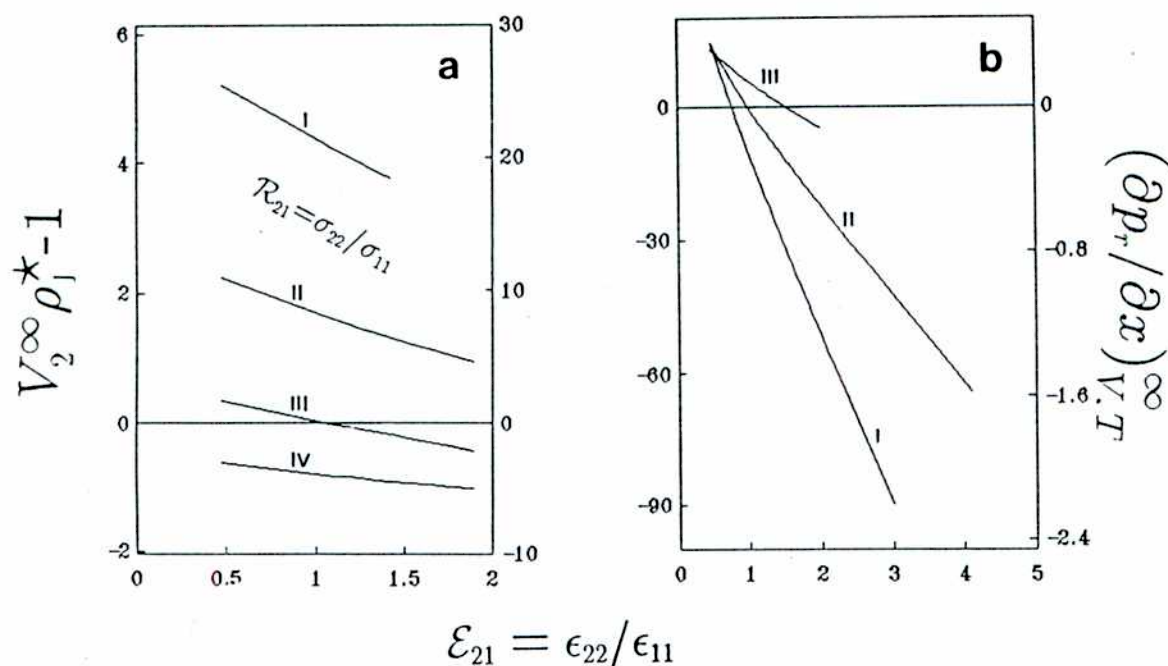 a
6
4
2
0
-2
30
20
10
0
-10
I
II
III
IV
R₂₁=σ₂₂/σ₁₁
0 0.5 1 1.5 2
V₂^∞ρ₁^★-1
b
0
-30
-60
-90
0
-0.8
-1.6
-2.4
III
II
I
0 1 2 3 4 5
(∂pᵣ/∂x)^∞_V,T
ℰ₂₁ = ϵ₂₂/ϵ₁₁